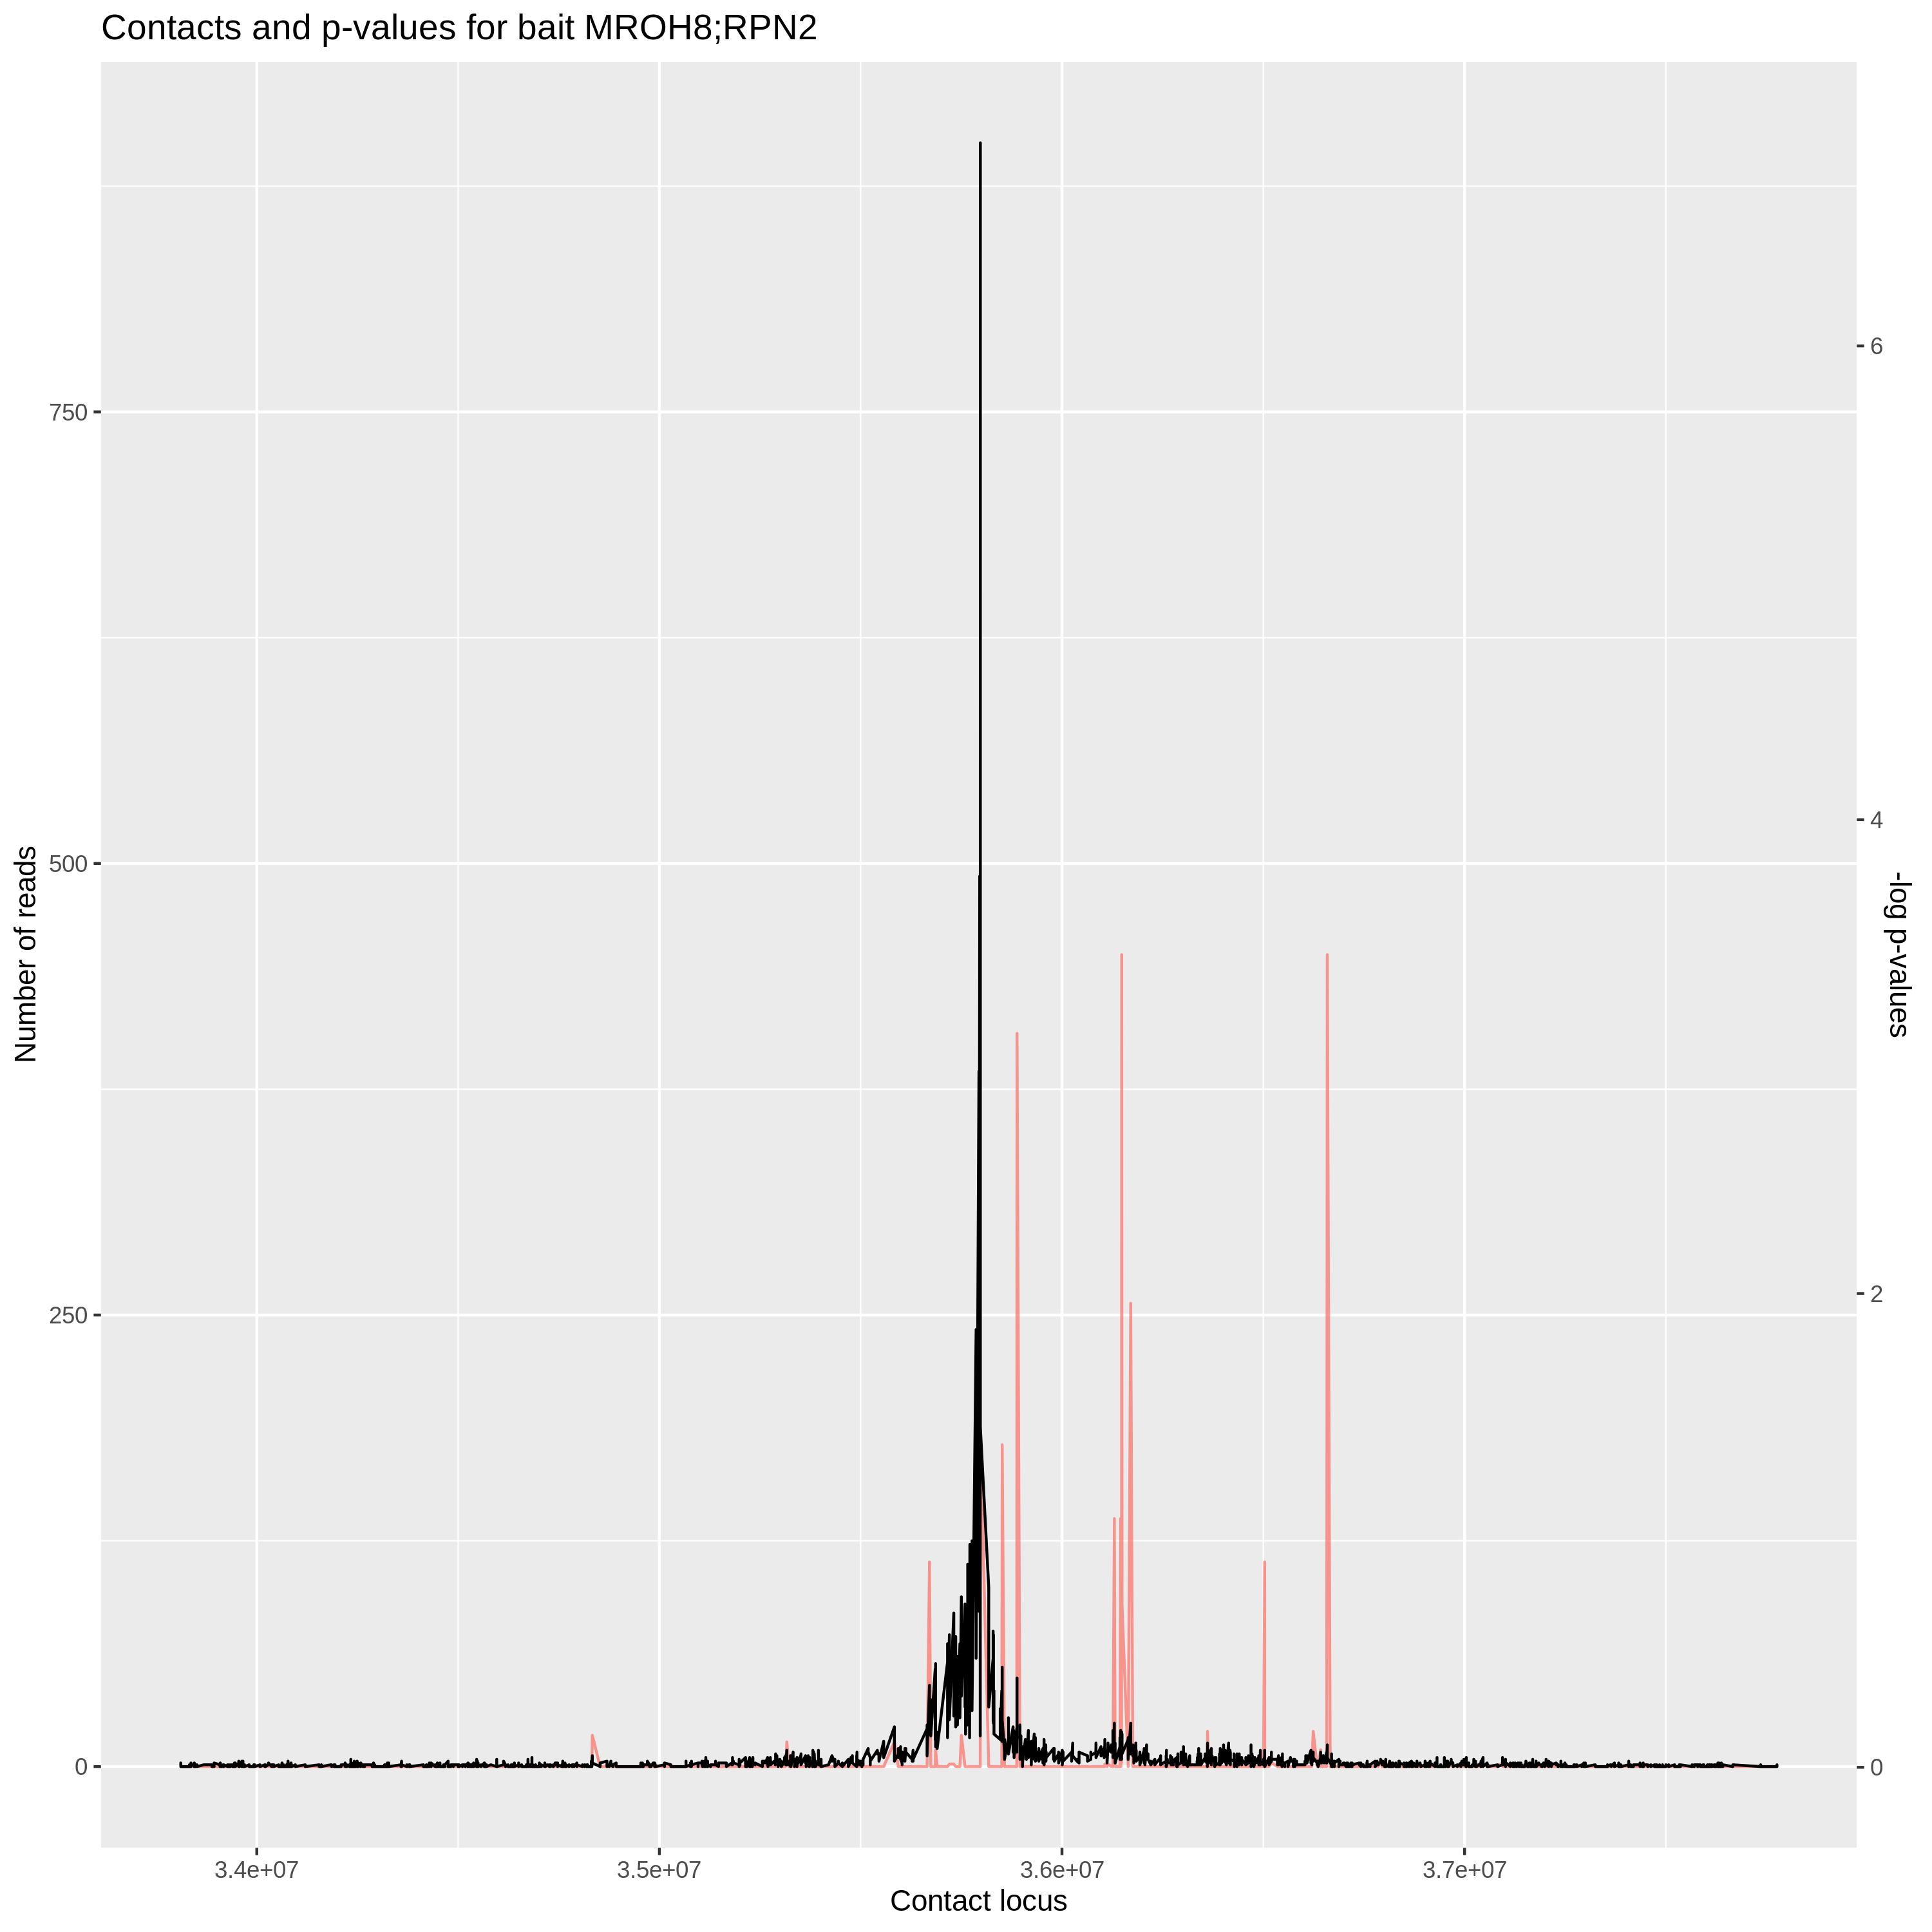 Contacts and p-values for bait MROH8;RPN2
750
500
250
0
Number of reads
6
4
2
0
-log p-values
3.4e+07
3.5e+07
3.6e+07
3.7e+07
Contact locus